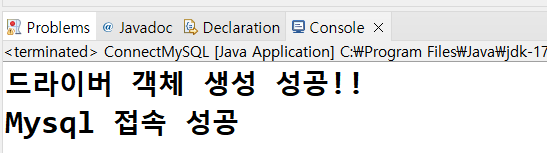 Problems @ Javadoc Declaration Console
<terminated> ConnectMySQL [Java Application] C:₩Program Files₩Java₩jdk-17
드라이버 객체 생성 성공!!
Mysql 접속 성공